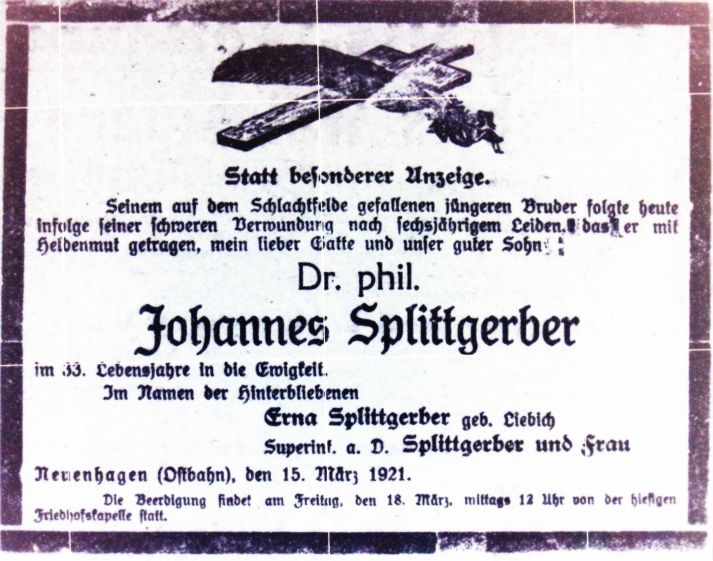 Statt besonderer Anzeige.
Seinem auf dem Schlachtfelde gefallenen jüngeren Bruder folgte heute
infolge seiner schweren Verwundung nach sechsjährigem Leiden, das er mit
Heldenmut getragen, mein lieber Gatte und unser guter Sohn
Dr. phil.
Johannes Splittgerber
im 33. Lebensjahre in die Ewigkeit.
Im Namen der Hinterbliebenen
Erna Splittgerber geb. Liebich
Superint. a. D. Splittgerber und Frau
Neuenhagen (Ostbahn), den 15. März 1921.
Die Beerdigung findet am Freitag, den 18. März, mittags 12 Uhr von der hiesigen
Friedhofskapelle statt.